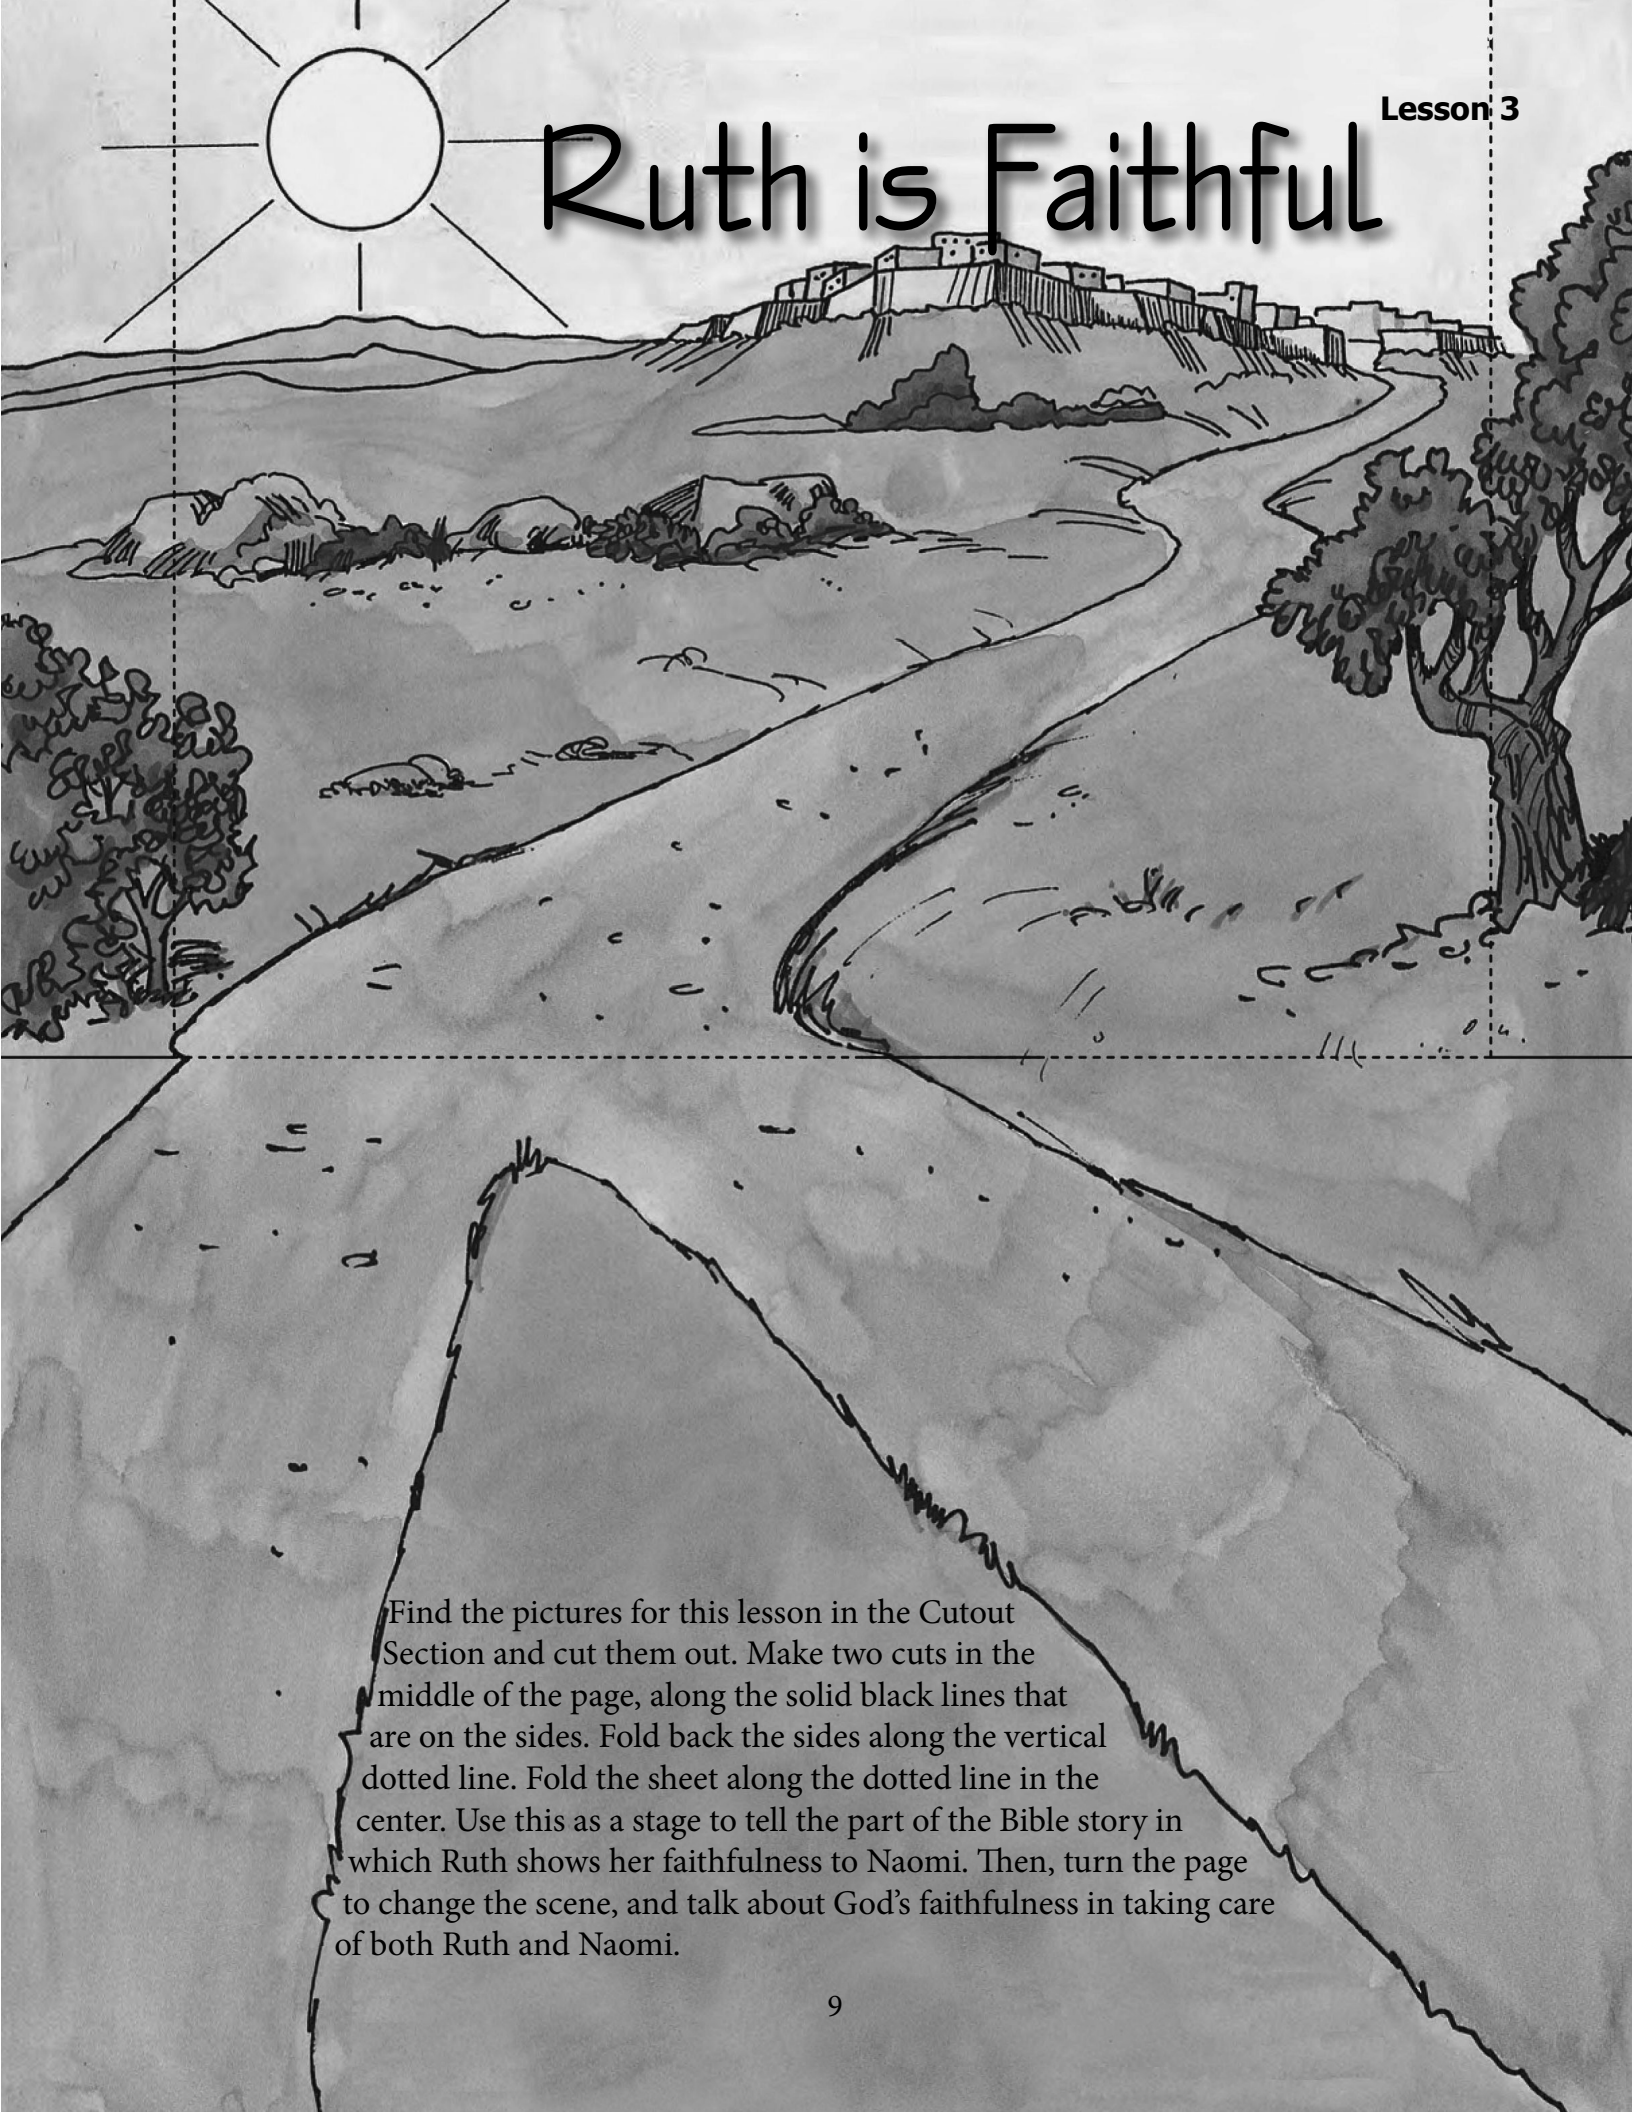 Lesson 3
Ruth is Faithful
Find the pictures for this lesson in the Cutout
Section and cut them out. Make two cuts in the
middle of the page, along the solid black lines that
are on the sides. Fold back the sides along the vertical
dotted line. Fold the sheet along the dotted line in the
center. Use this as a stage to tell the part of the Bible story in
which Ruth shows her faithfulness to Naomi. Then, turn the page
to change the scene, and talk about God’s faithfulness in taking care
of both Ruth and Naomi.
9